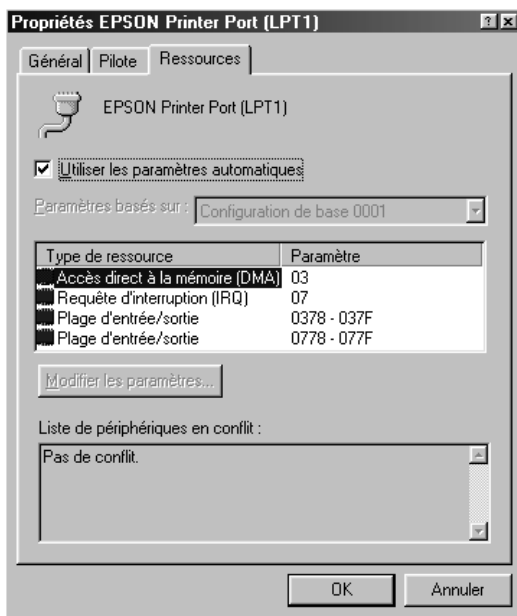 Propriétés EPSON Printer Port (LPT1)
Général Pilote Ressources
EPSON Printer Port (LPT1)
Utiliser les paramètres automatiques
Paramètres basés sur : Configuration de base 0001
Type de ressource Paramètre
Accès direct à la mémoire (DMA) 03
Requête d'interruption (IRQ) 07
Plage d'entrée/sortie 0378 - 037F
Plage d'entrée/sortie 0778 - 077F
Modifier les paramètres...
Liste de périphériques en conflit :
Pas de conflit.
OK Annuler